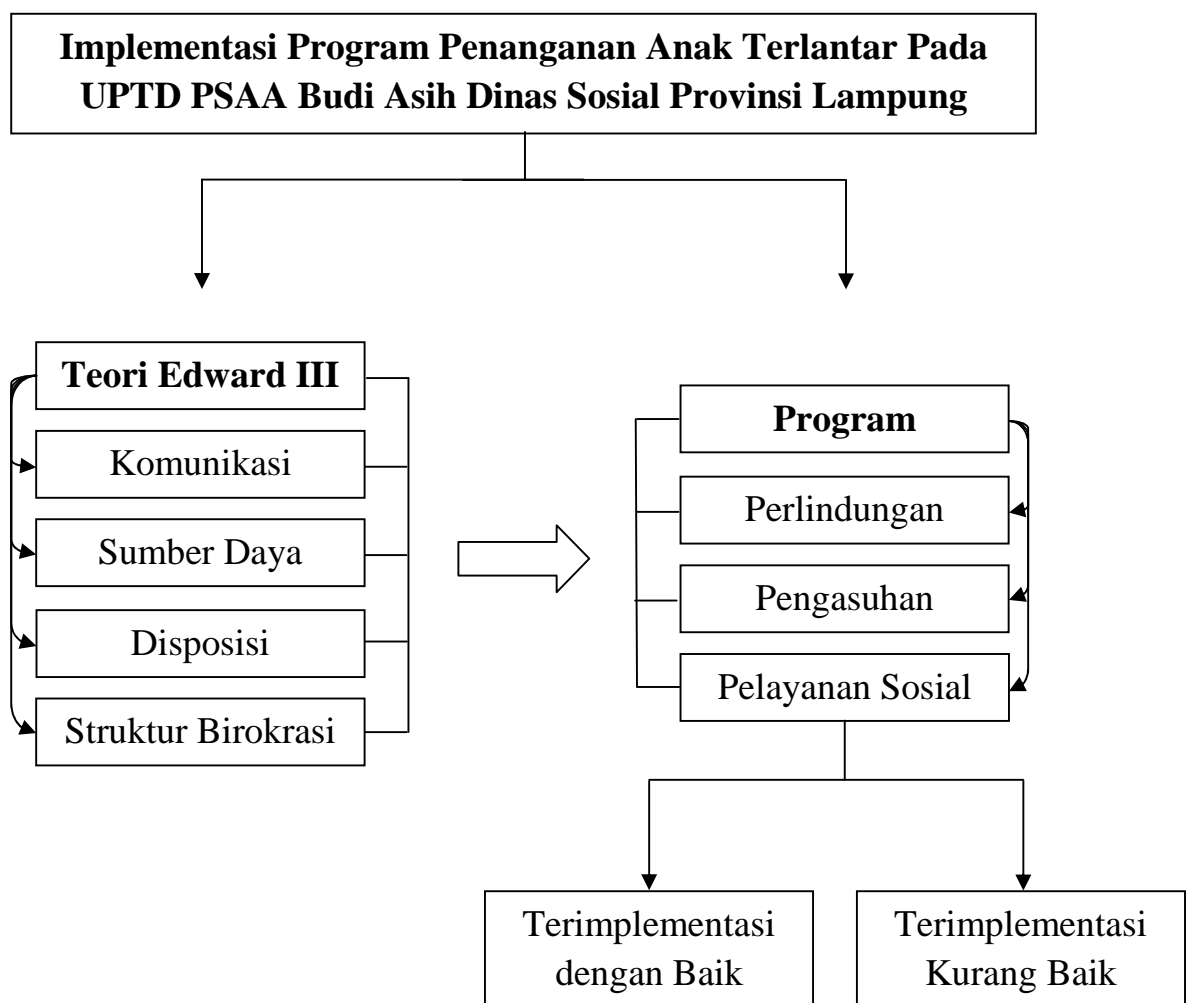 Implementasi Program Penanganan Anak Terlantar Pada
UPTD PSAA Budi Asih Dinas Sosial Provinsi Lampung
Teori Edward III
Komunikasi
Sumber Daya
Disposisi
Struktur Birokrasi
Program
Perlindungan
Pengasuhan
Pelayanan Sosial
Terimplementasi
dengan Baik
Terimplementasi
Kurang Baik